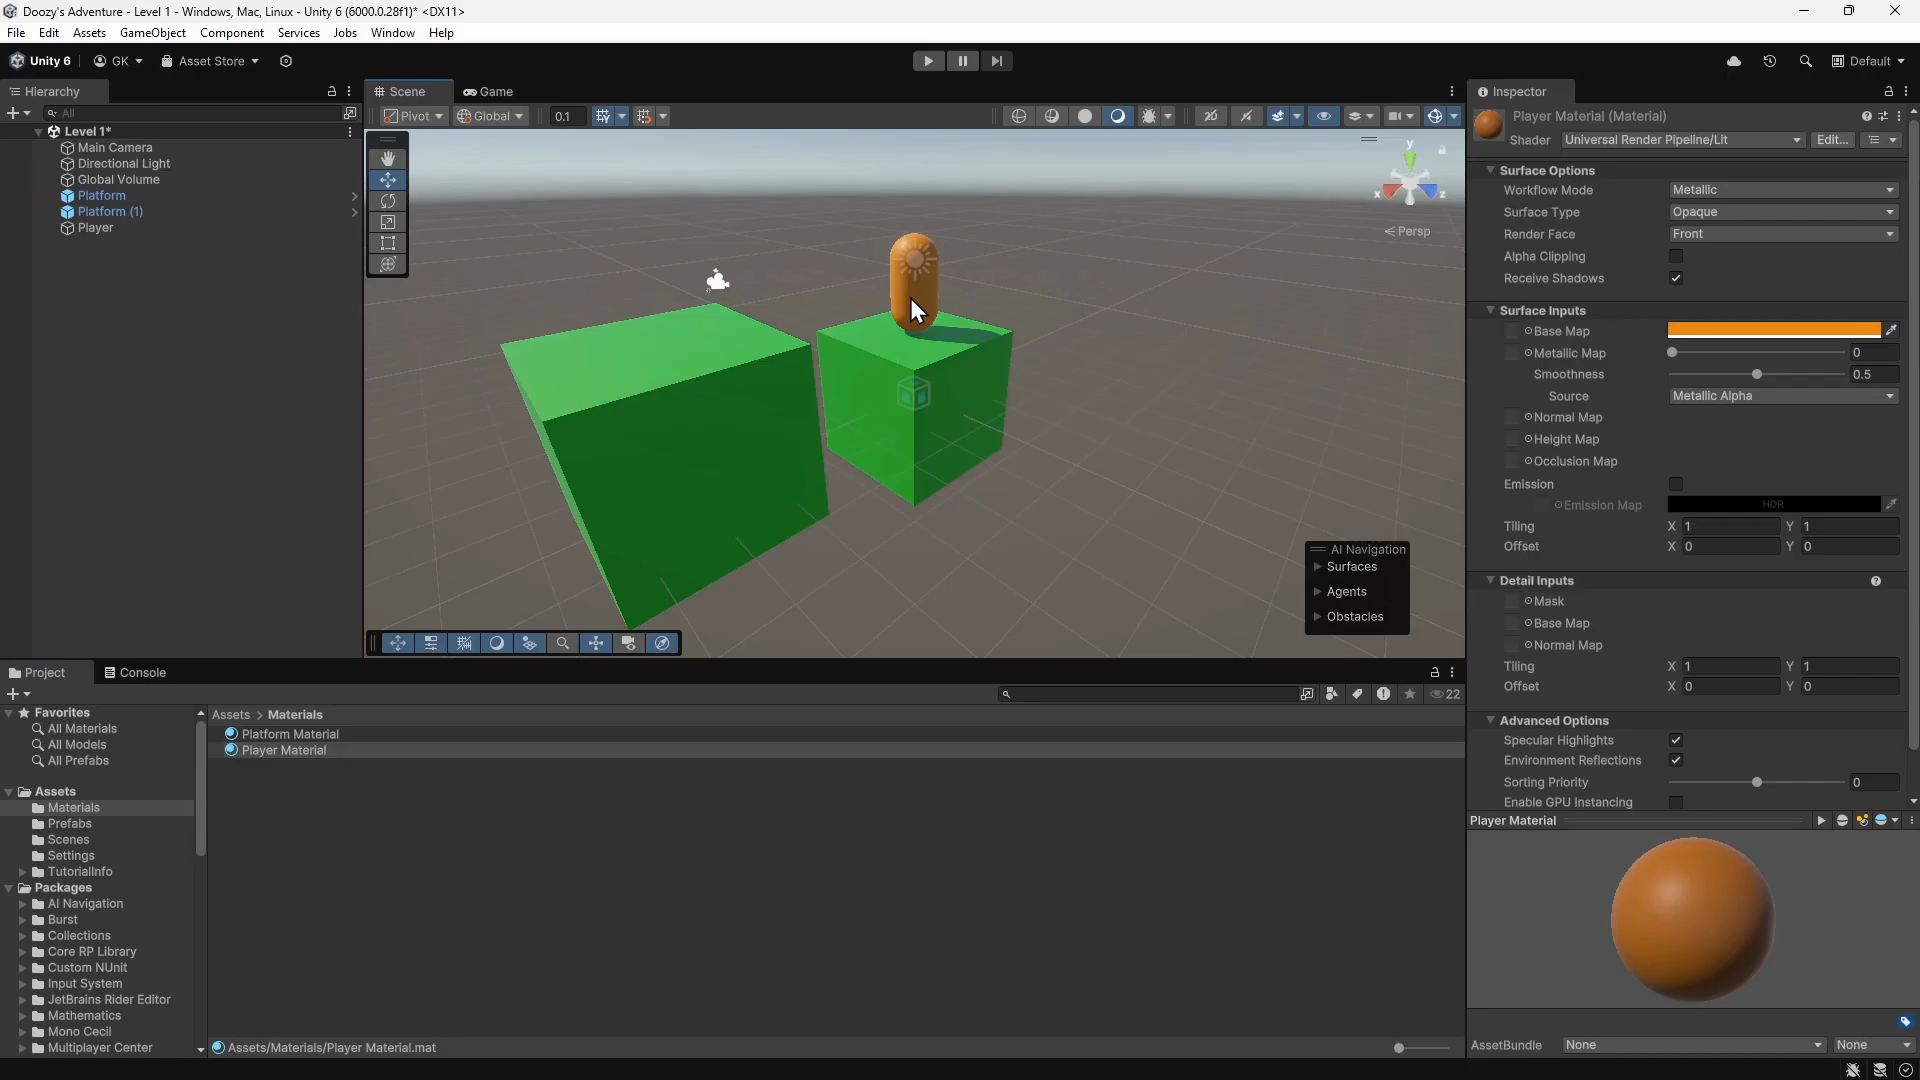 Doozy's Adventure - Level 1 - Windows, Mac, Linux - Unity 6 (6000.0.28f1)* <DX11>
File Edit Assets GameObject Component Services Jobs Window Help
Unity 6 GK Asset Store Default
Hierarchy
All
Level 1*
Main Camera
Directional Light
Global Volume
Platform
Platform (1)
Player
Scene Game
Pivot Global 0.1 2D
y
x z
Persp
AI Navigation
Surfaces
Agents
Obstacles
Inspector
Player Material (Material)
Shader Universal Render Pipeline/Lit Edit...
Surface Options
Workflow Mode Metallic
Surface Type Opaque
Render Face Front
Alpha Clipping
Receive Shadows
Surface Inputs
Base Map
Metallic Map 0
Smoothness 0.5
Source Metallic Alpha
Normal Map
Height Map
Occlusion Map
Emission
Emission Map HDR
Tiling X 1 Y 1
Offset X 0 Y 0
Detail Inputs
Mask
Base Map
Normal Map
Tiling X 1 Y 1
Offset X 0 Y 0
Advanced Options
Specular Highlights
Environment Reflections
Sorting Priority 0
Enable GPU Instancing
Player Material
AssetBundle None None
Project Console
22
Favorites
All Materials
All Models
All Prefabs
Assets
Materials
Prefabs
Scenes
Settings
TutorialInfo
Packages
AI Navigation
Burst
Collections
Core RP Library
Custom NUnit
Input System
JetBrains Rider Editor
Mathematics
Mono Cecil
Multiplayer Center
Assets > Materials
Platform Material
Player Material
Assets/Materials/Player Material.mat